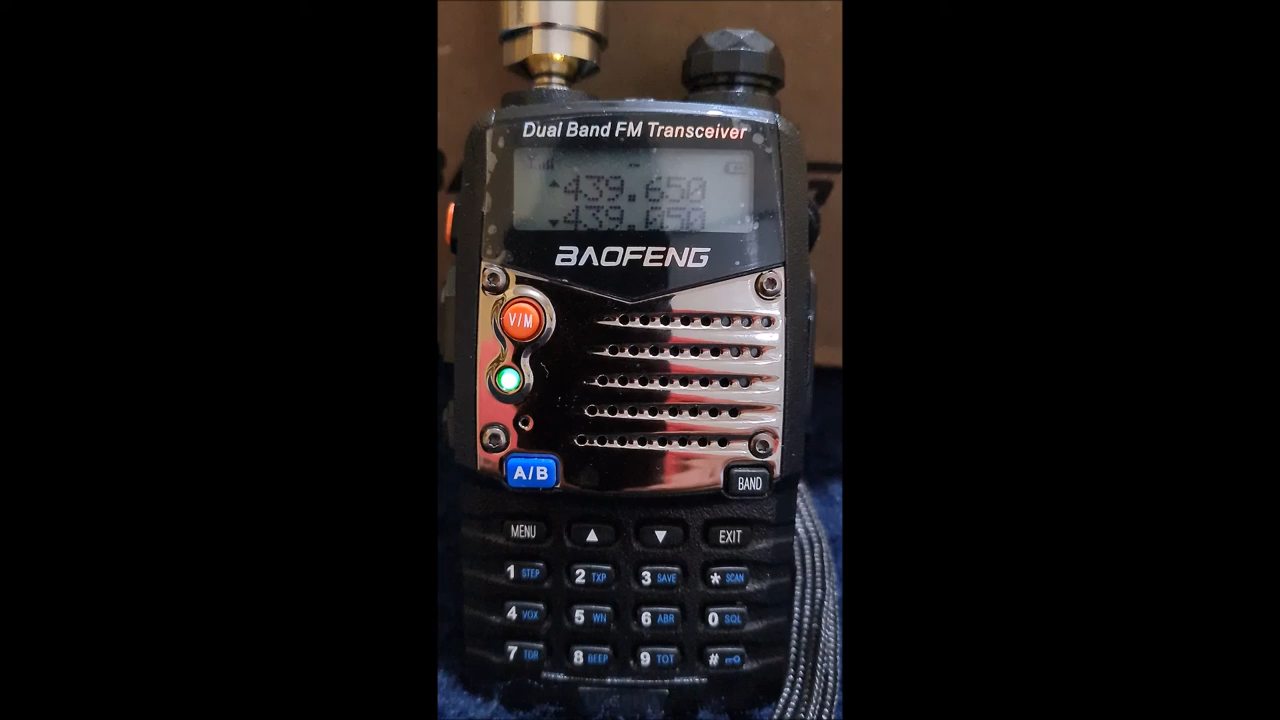 Dual Band FM Transceiver
439.650
439.050
BAOFENG
V/M
A/B
BAND
MENU ▲ ▼ EXIT
1 STEP 2 TXP 3 SAVE * SCAN
4 VOX 5 WN 6 ABR 0 SQL
7 TDR 8 BEEP 9 TOT #